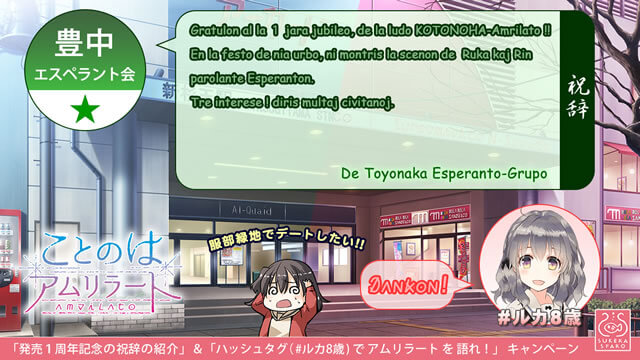 豊中
エスペラント会
Gratulon al la 1 jara jubileo, de la ludo KOTONOHA-Amrilato !!
En la festo de nia urbo, ni montris la scenon de Ruka kaj Rin
parolante Esperanton.
Tre interese ! diris multaj civitanoj.
De Toyonaka Esperanto-Grupo
祝辞
Al-Quaid
服部緑地でデートしたい!!
ことのは
アムリラート
AMRILATO
Dankon!
#ルカ8歳
SUKERA
SPARO
「発売1周年記念の祝辞の紹介」&「ハッシュタグ(#ルカ8歳)でアムリラートを語れ!」キャンペーン